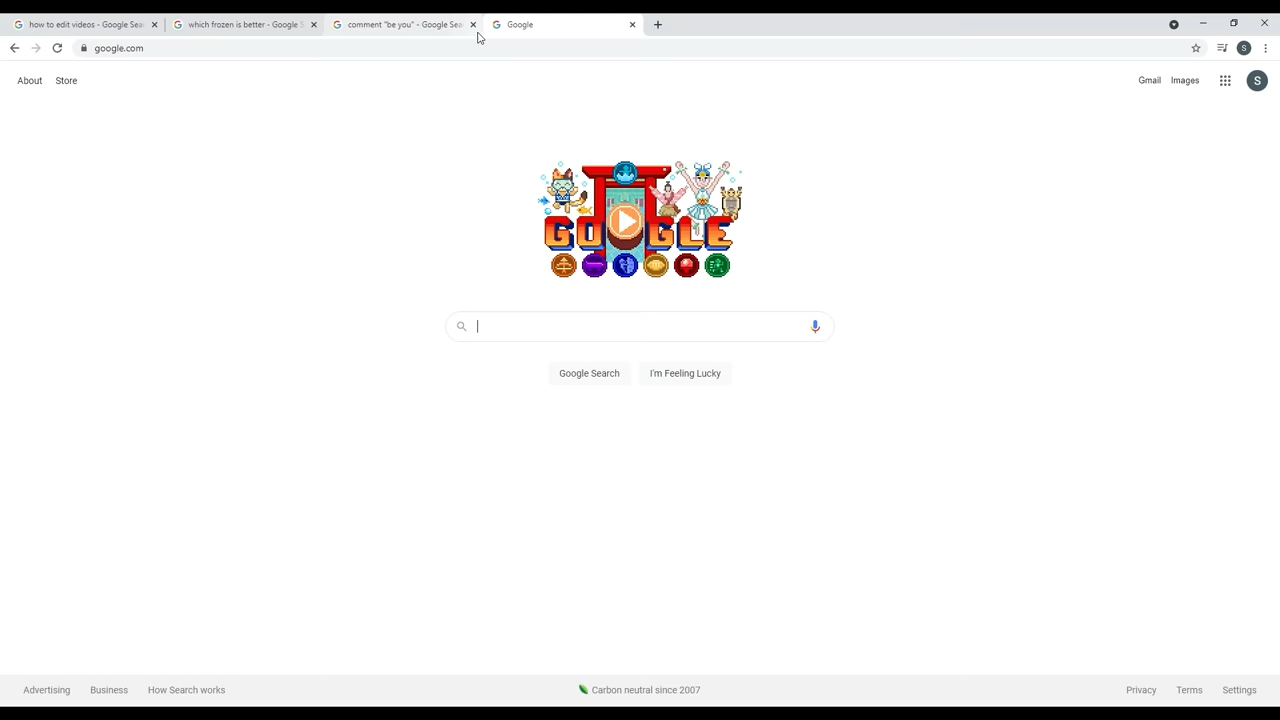 how to edit videos - Google Sea
which frozen is better - Google S
comment "be you" - Google Sea
Google
google.com
S
About
Store
Gmail
Images
S
GOOGLE
Google Search
I'm Feeling Lucky
Advertising
Business
How Search works
Carbon neutral since 2007
Privacy
Terms
Settings